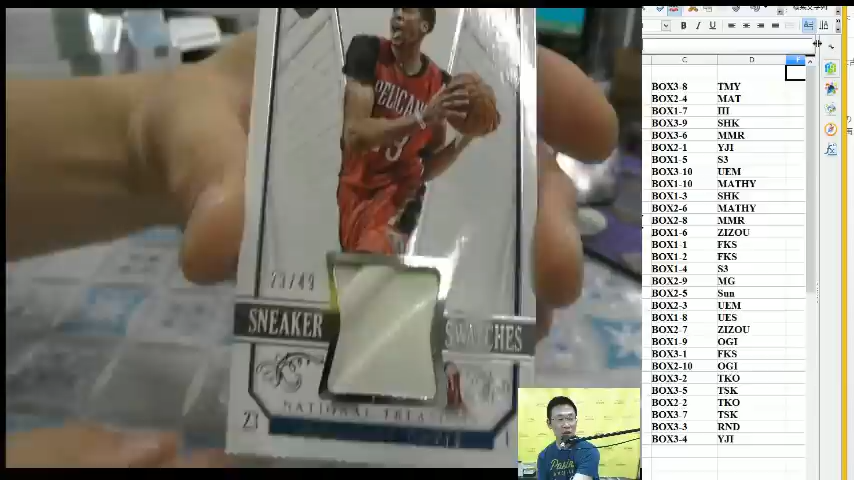 PELICANS
3
23/49
SNEAKER
SWATCHES
NATIONAL TREASURES
23
B I U
C D
BOX3-8 TMY
BOX2-4 MAT
BOX1-7 III
BOX3-9 SHK
BOX3-6 MMR
BOX2-1 YJI
BOX1-5 S3
BOX3-10 UEM
BOX1-10 MATHY
BOX1-3 SHK
BOX2-6 MATHY
BOX2-8 MMR
BOX1-6 ZIZOU
BOX1-1 FKS
BOX1-2 FKS
BOX1-4 S3
BOX2-9 MG
BOX2-5 Sun
BOX2-3 UEM
BOX1-8 UES
BOX2-7 ZIZOU
BOX1-9 OGI
BOX3-1 FKS
BOX2-10 OGI
BOX3-2 TKO
BOX3-5 TSK
BOX2-2 TKO
BOX3-7 TSK
BOX3-3 RND
BOX3-4 YJI